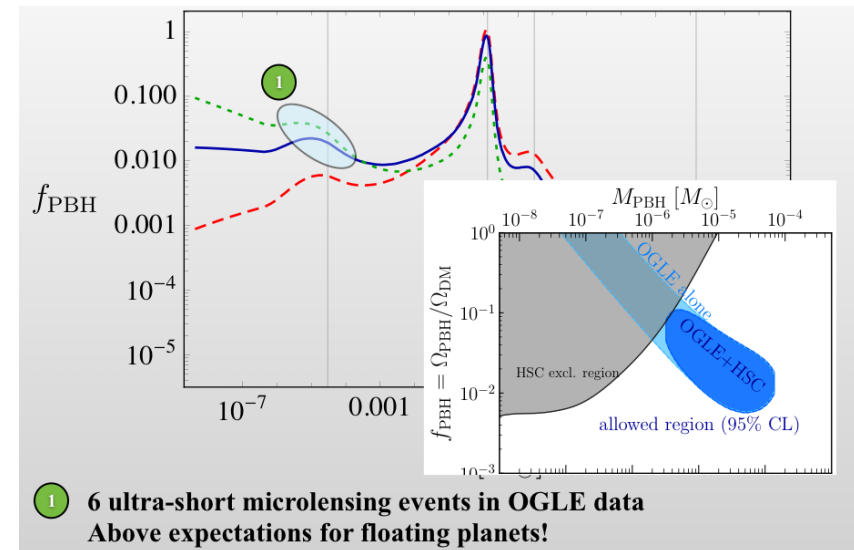 1
0.100
0.010
0.001
10⁻⁴
10⁻⁵
f_PBH
10⁻⁷
0.001
1
M_PBH [M_⊙]
10⁻⁸
10⁻⁷
10⁻⁶
10⁻⁵
10⁻⁴
10⁰
10⁻¹
10⁻²
10⁻³
f_PBH = Ω_PBH/Ω_DM
OGLE alone
OGLE+HSC
HSC excl. region
allowed region (95% CL)
1 6 ultra-short microlensing events in OGLE data
Above expectations for floating planets!